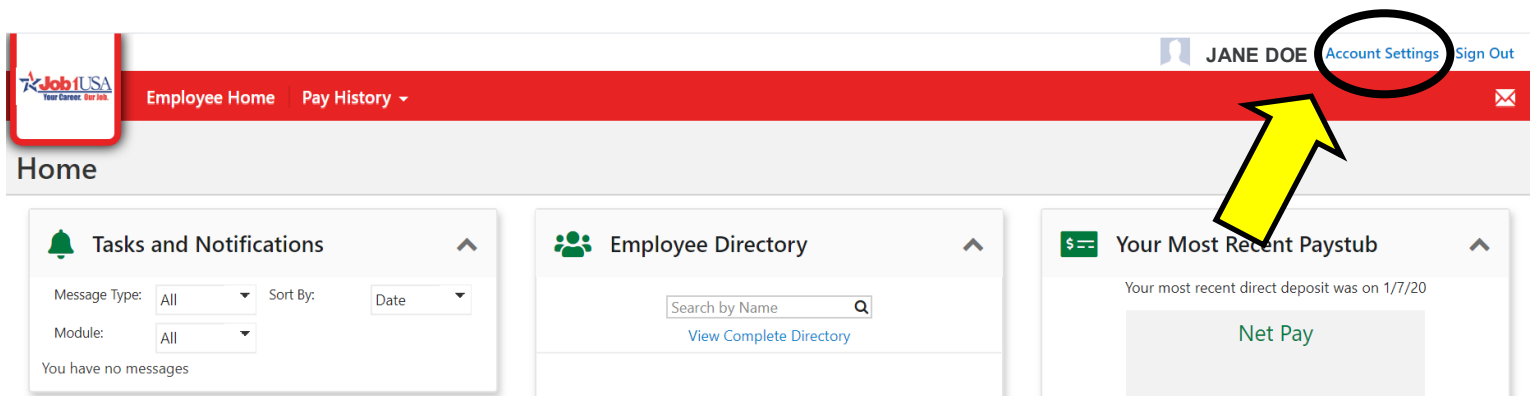 JANE DOE Account Settings Sign Out
Job1USA
Your Career. Our Job.
Employee Home Pay History
Home
Tasks and Notifications
Message Type: All Sort By: Date
Module: All
You have no messages
Employee Directory
Search by Name
View Complete Directory
$ Your Most Recent Paystub
Your most recent direct deposit was on 1/7/20
Net Pay